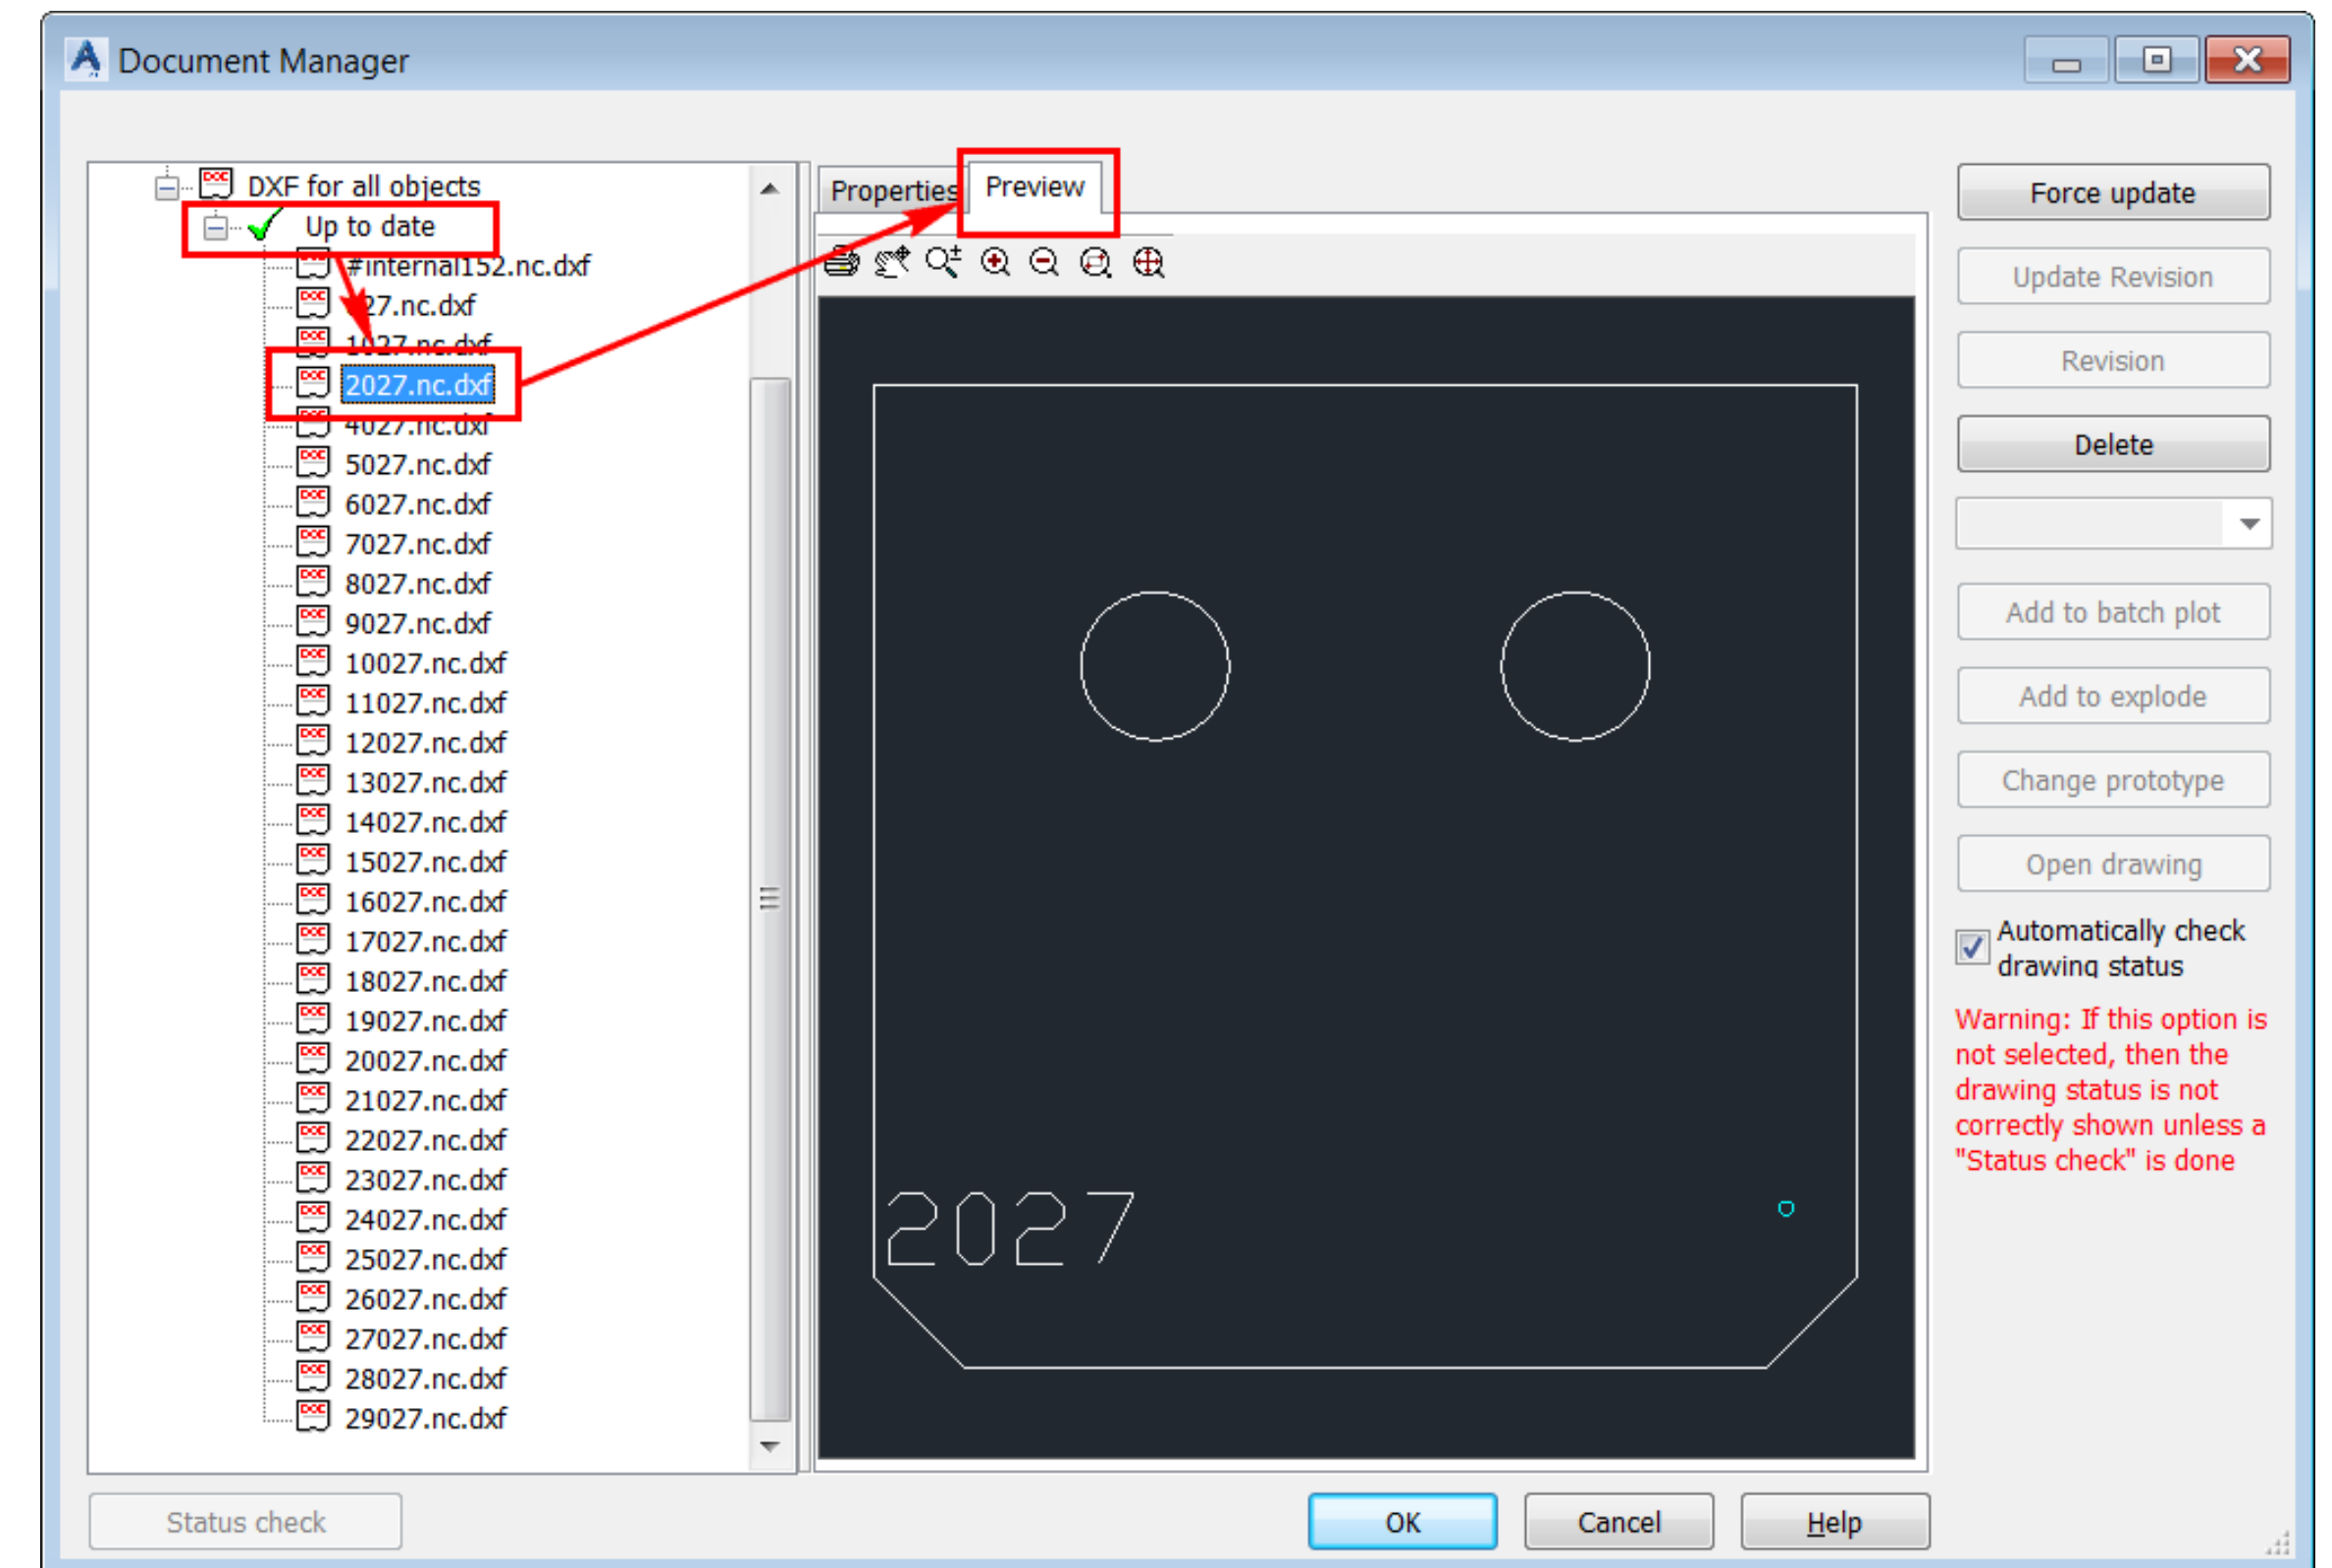 Document Manager
DXF for all objects
Up to date
#internal152.nc.dxf
27.nc.dxf
1027.nc.dxf
2027.nc.dxf
4027.nc.dxf
5027.nc.dxf
6027.nc.dxf
7027.nc.dxf
8027.nc.dxf
9027.nc.dxf
10027.nc.dxf
11027.nc.dxf
12027.nc.dxf
13027.nc.dxf
14027.nc.dxf
15027.nc.dxf
16027.nc.dxf
17027.nc.dxf
18027.nc.dxf
19027.nc.dxf
20027.nc.dxf
21027.nc.dxf
22027.nc.dxf
23027.nc.dxf
24027.nc.dxf
25027.nc.dxf
26027.nc.dxf
27027.nc.dxf
28027.nc.dxf
29027.nc.dxf
Properties
Preview
2027
Force update
Update Revision
Revision
Delete
Add to batch plot
Add to explode
Change prototype
Open drawing
Automatically check
drawing status
Warning: If this option is
not selected, then the
drawing status is not
correctly shown unless a
"Status check" is done
Status check
OK
Cancel
Help